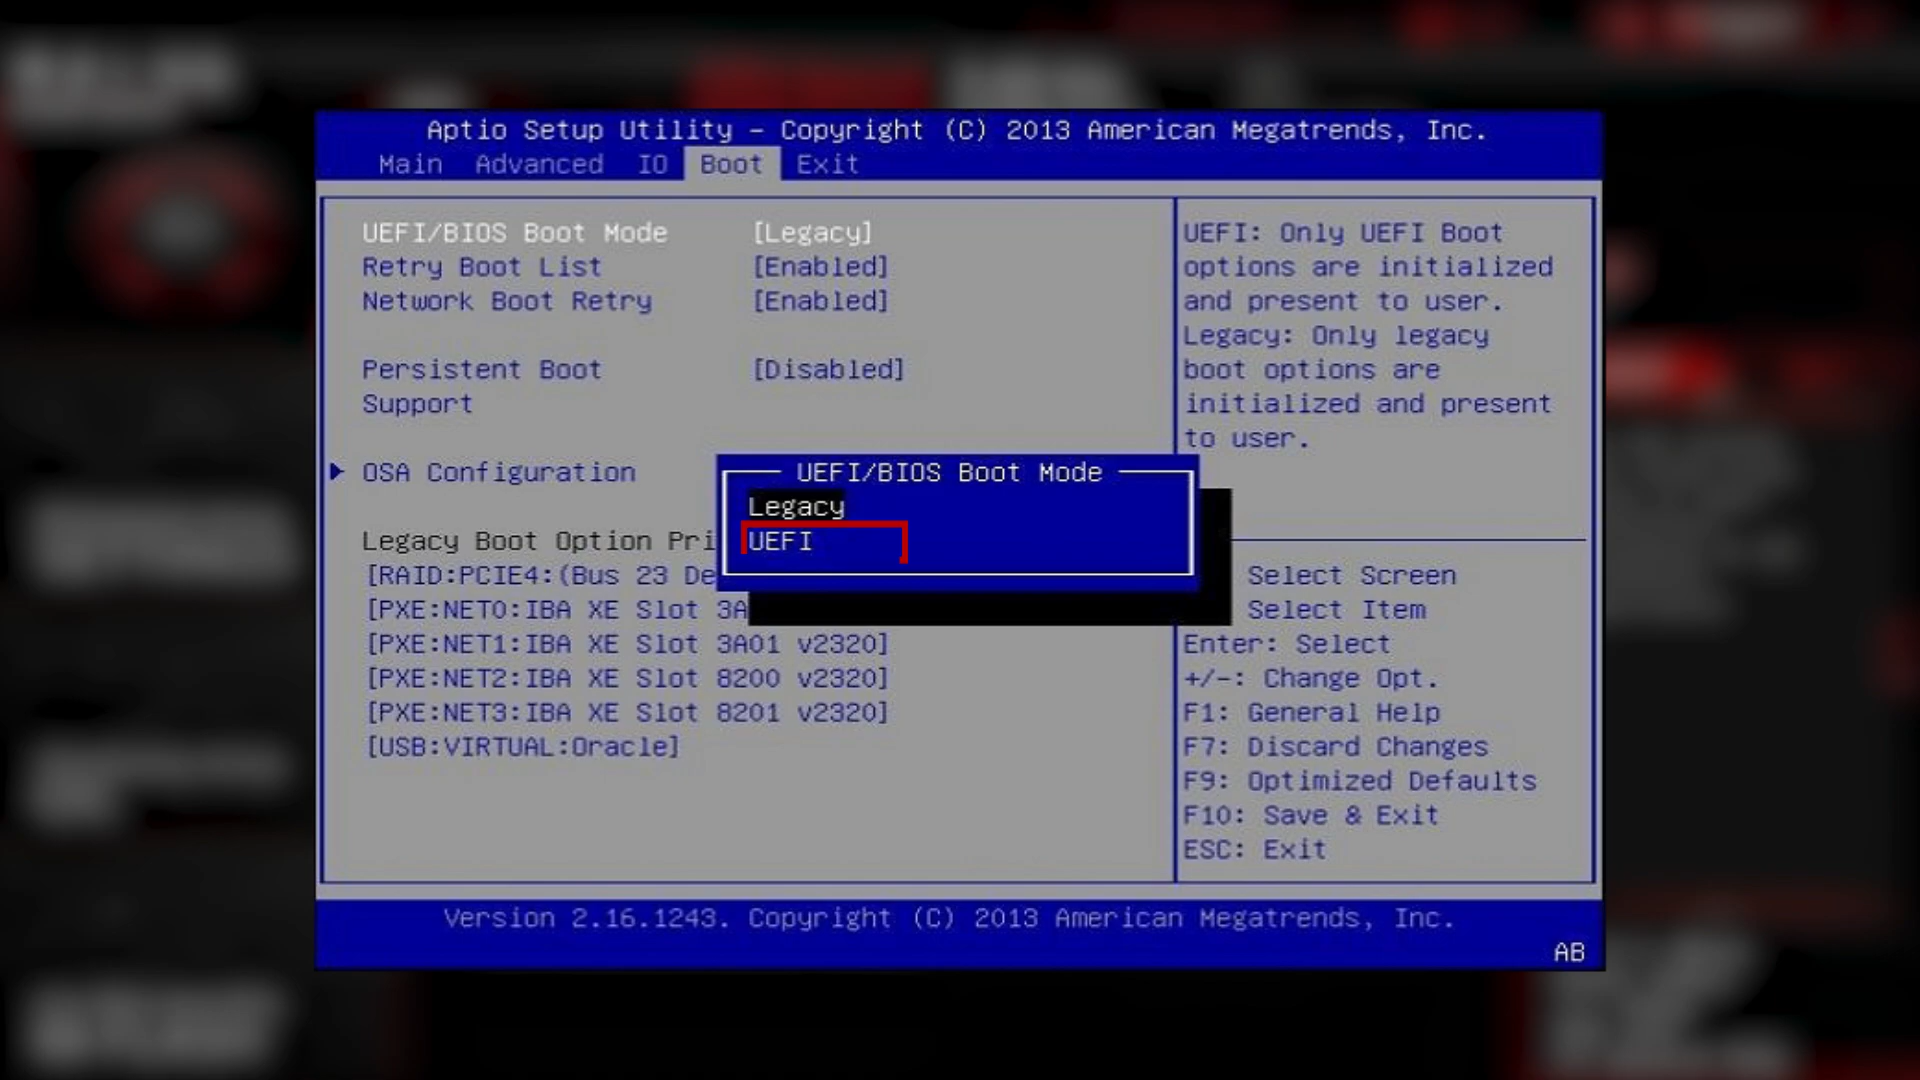 Aptio Setup Utility – Copyright (C) 2013 American Megatrends, Inc.
Main Advanced IO Boot Exit
UEFI/BIOS Boot Mode [Legacy]
Retry Boot List [Enabled]
Network Boot Retry [Enabled]
Persistent Boot [Disabled]
Support
OSA Configuration
Legacy Boot Option Pri
[RAID:PCIE4:(Bus 23 De
[PXE:NET0:IBA XE Slot 3A
[PXE:NET1:IBA XE Slot 3A01 v2320]
[PXE:NET2:IBA XE Slot 8200 v2320]
[PXE:NET3:IBA XE Slot 8201 v2320]
[USB:VIRTUAL:Oracle]
UEFI/BIOS Boot Mode
Legacy
UEFI
UEFI: Only UEFI Boot
options are initialized
and present to user.
Legacy: Only legacy
boot options are
initialized and present
to user.
Select Screen
Select Item
Enter: Select
+/-: Change Opt.
F1: General Help
F7: Discard Changes
F9: Optimized Defaults
F10: Save & Exit
ESC: Exit
Version 2.16.1243. Copyright (C) 2013 American Megatrends, Inc.
AB